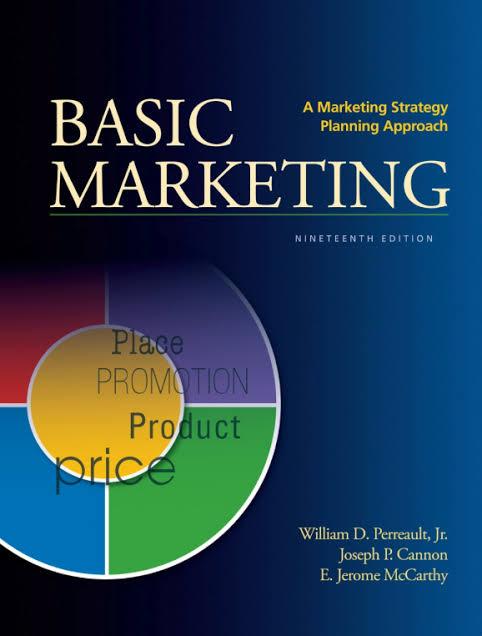 BASIC
MARKETING
A Marketing Strategy
Planning Approach
NINETEENTH EDITION
Place
PROMOTION
Product
price
William D. Perreault, Jr.
Joseph P. Cannon
E. Jerome McCarthy